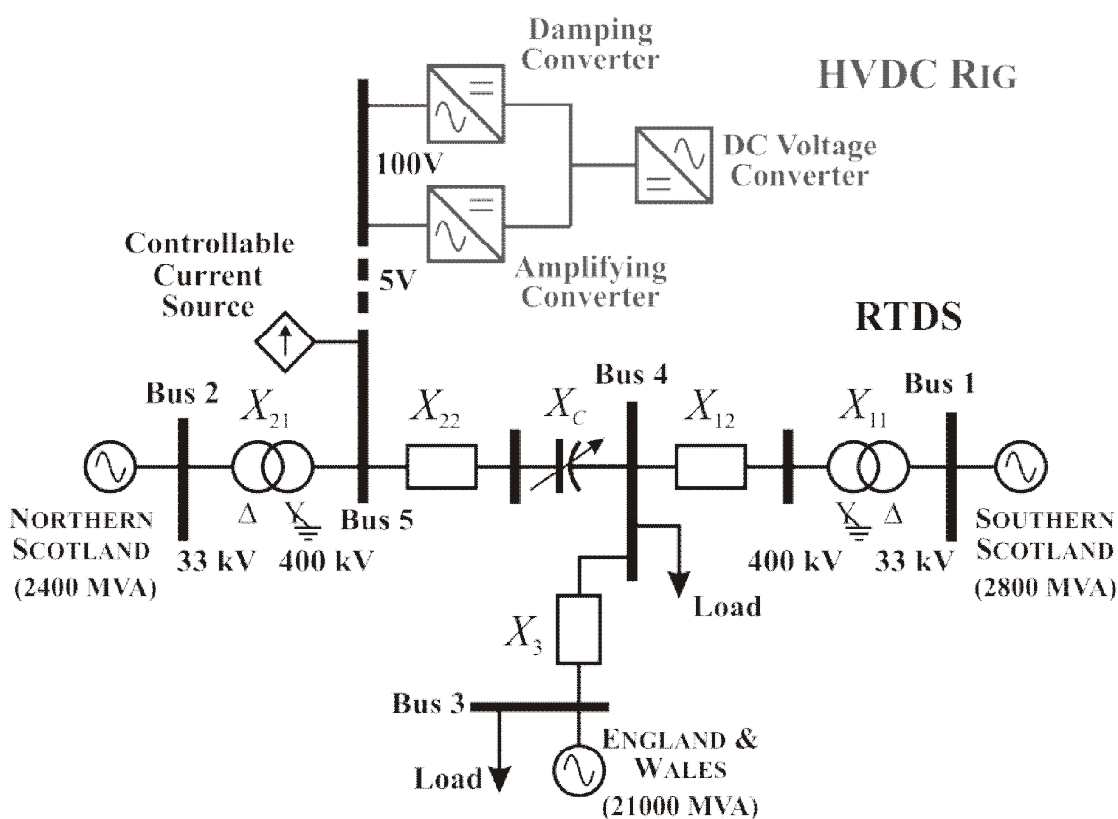 Damping
Converter
HVDC RIG
100V
DC Voltage
Converter
Controllable
Current
Source
5V
Amplifying
Converter
RTDS
Bus 2
X21
X22
XC
Bus 4
X12
X11
Bus 1
Δ
Y
Bus 5
Y
Δ
NORTHERN
SCOTLAND
(2400 MVA)
33 kV
400 kV
400 kV
33 kV
SOUTHERN
SCOTLAND
(2800 MVA)
Load
X3
Bus 3
Load
ENGLAND &
WALES
(21000 MVA)